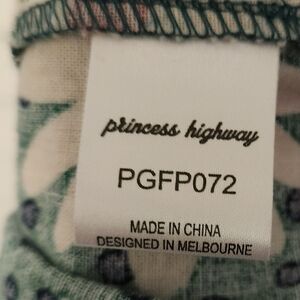 princess highway
PGFP072
MADE IN CHINA
DESIGNED IN MELBOURNE